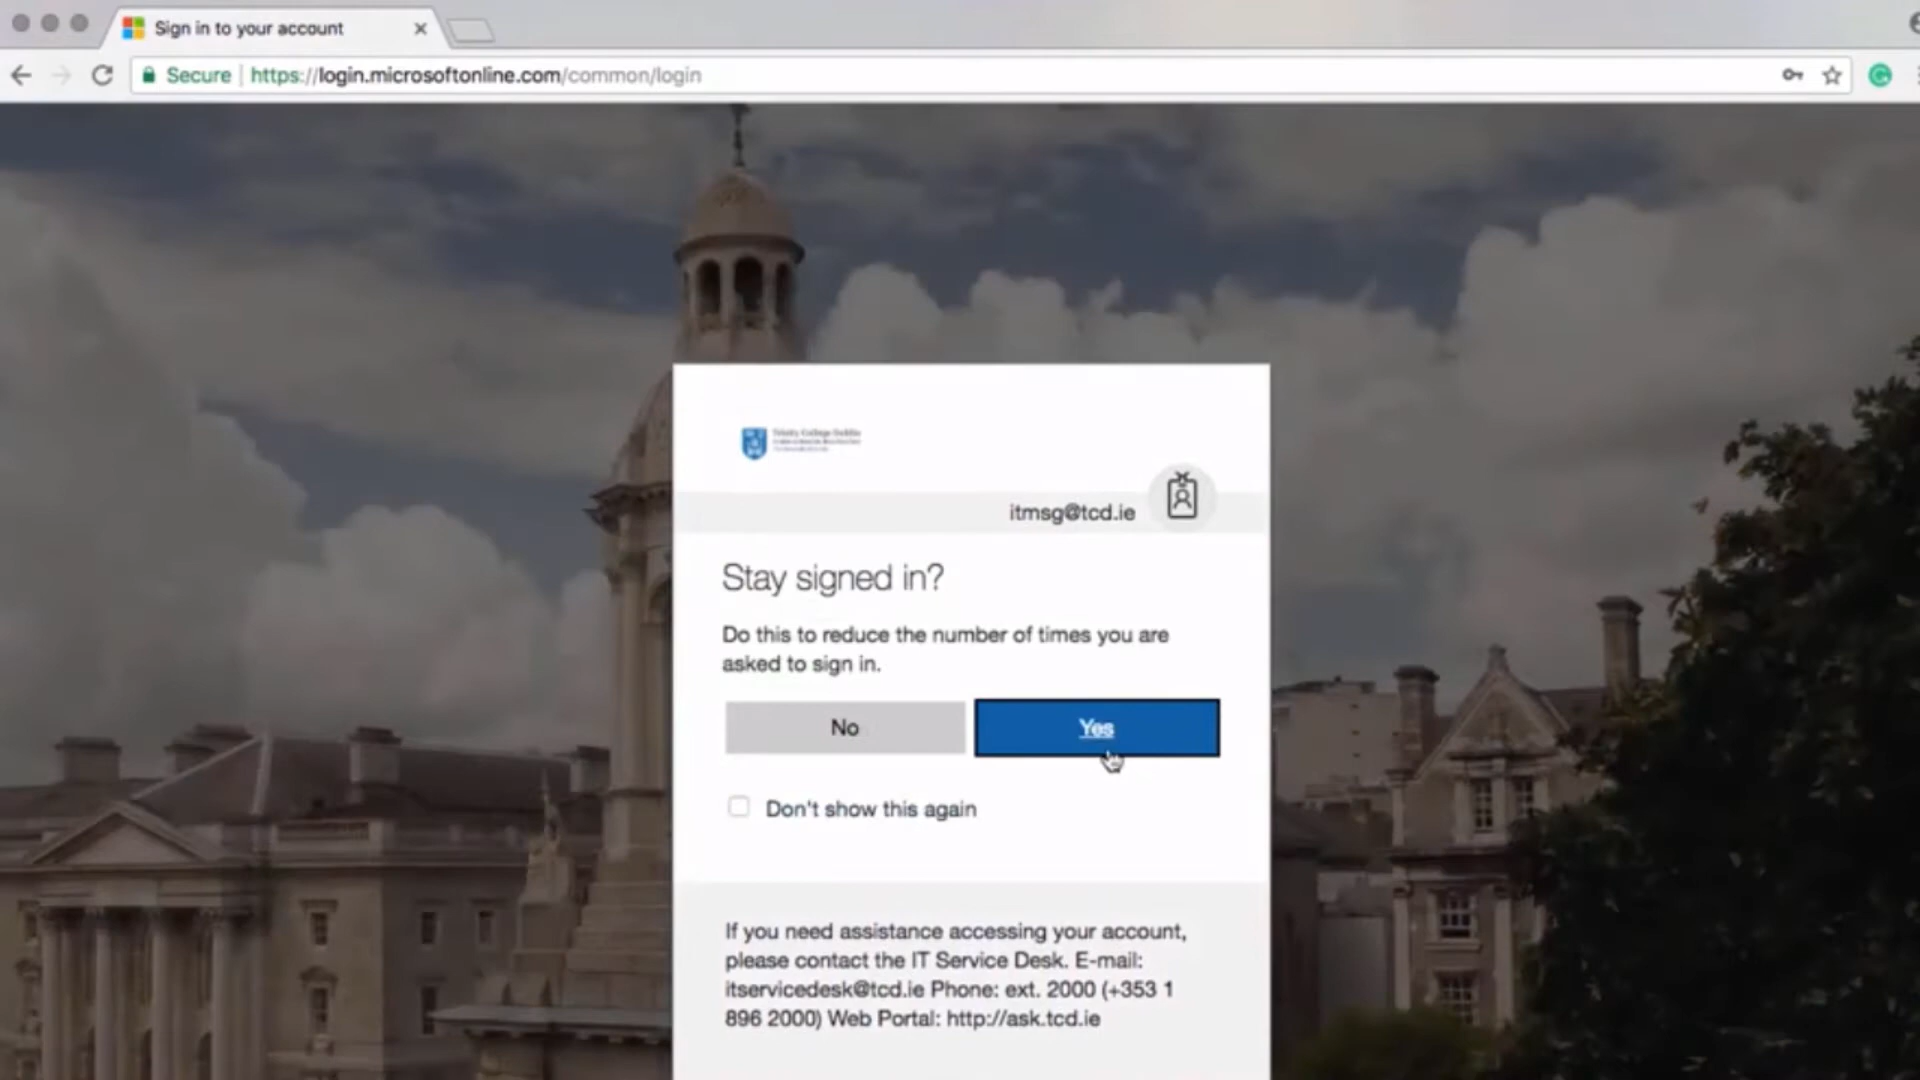 Sign in to your account
Secure https://login.microsoftonline.com/common/login
Trinity College Dublin
itmsg@tcd.ie
Stay signed in?
Do this to reduce the number of times you are
asked to sign in.
No
Yes
Don't show this again
If you need assistance accessing your account,
please contact the IT Service Desk. E-mail:
itservicedesk@tcd.ie Phone: ext. 2000 (+353 1
896 2000) Web Portal: http://ask.tcd.ie